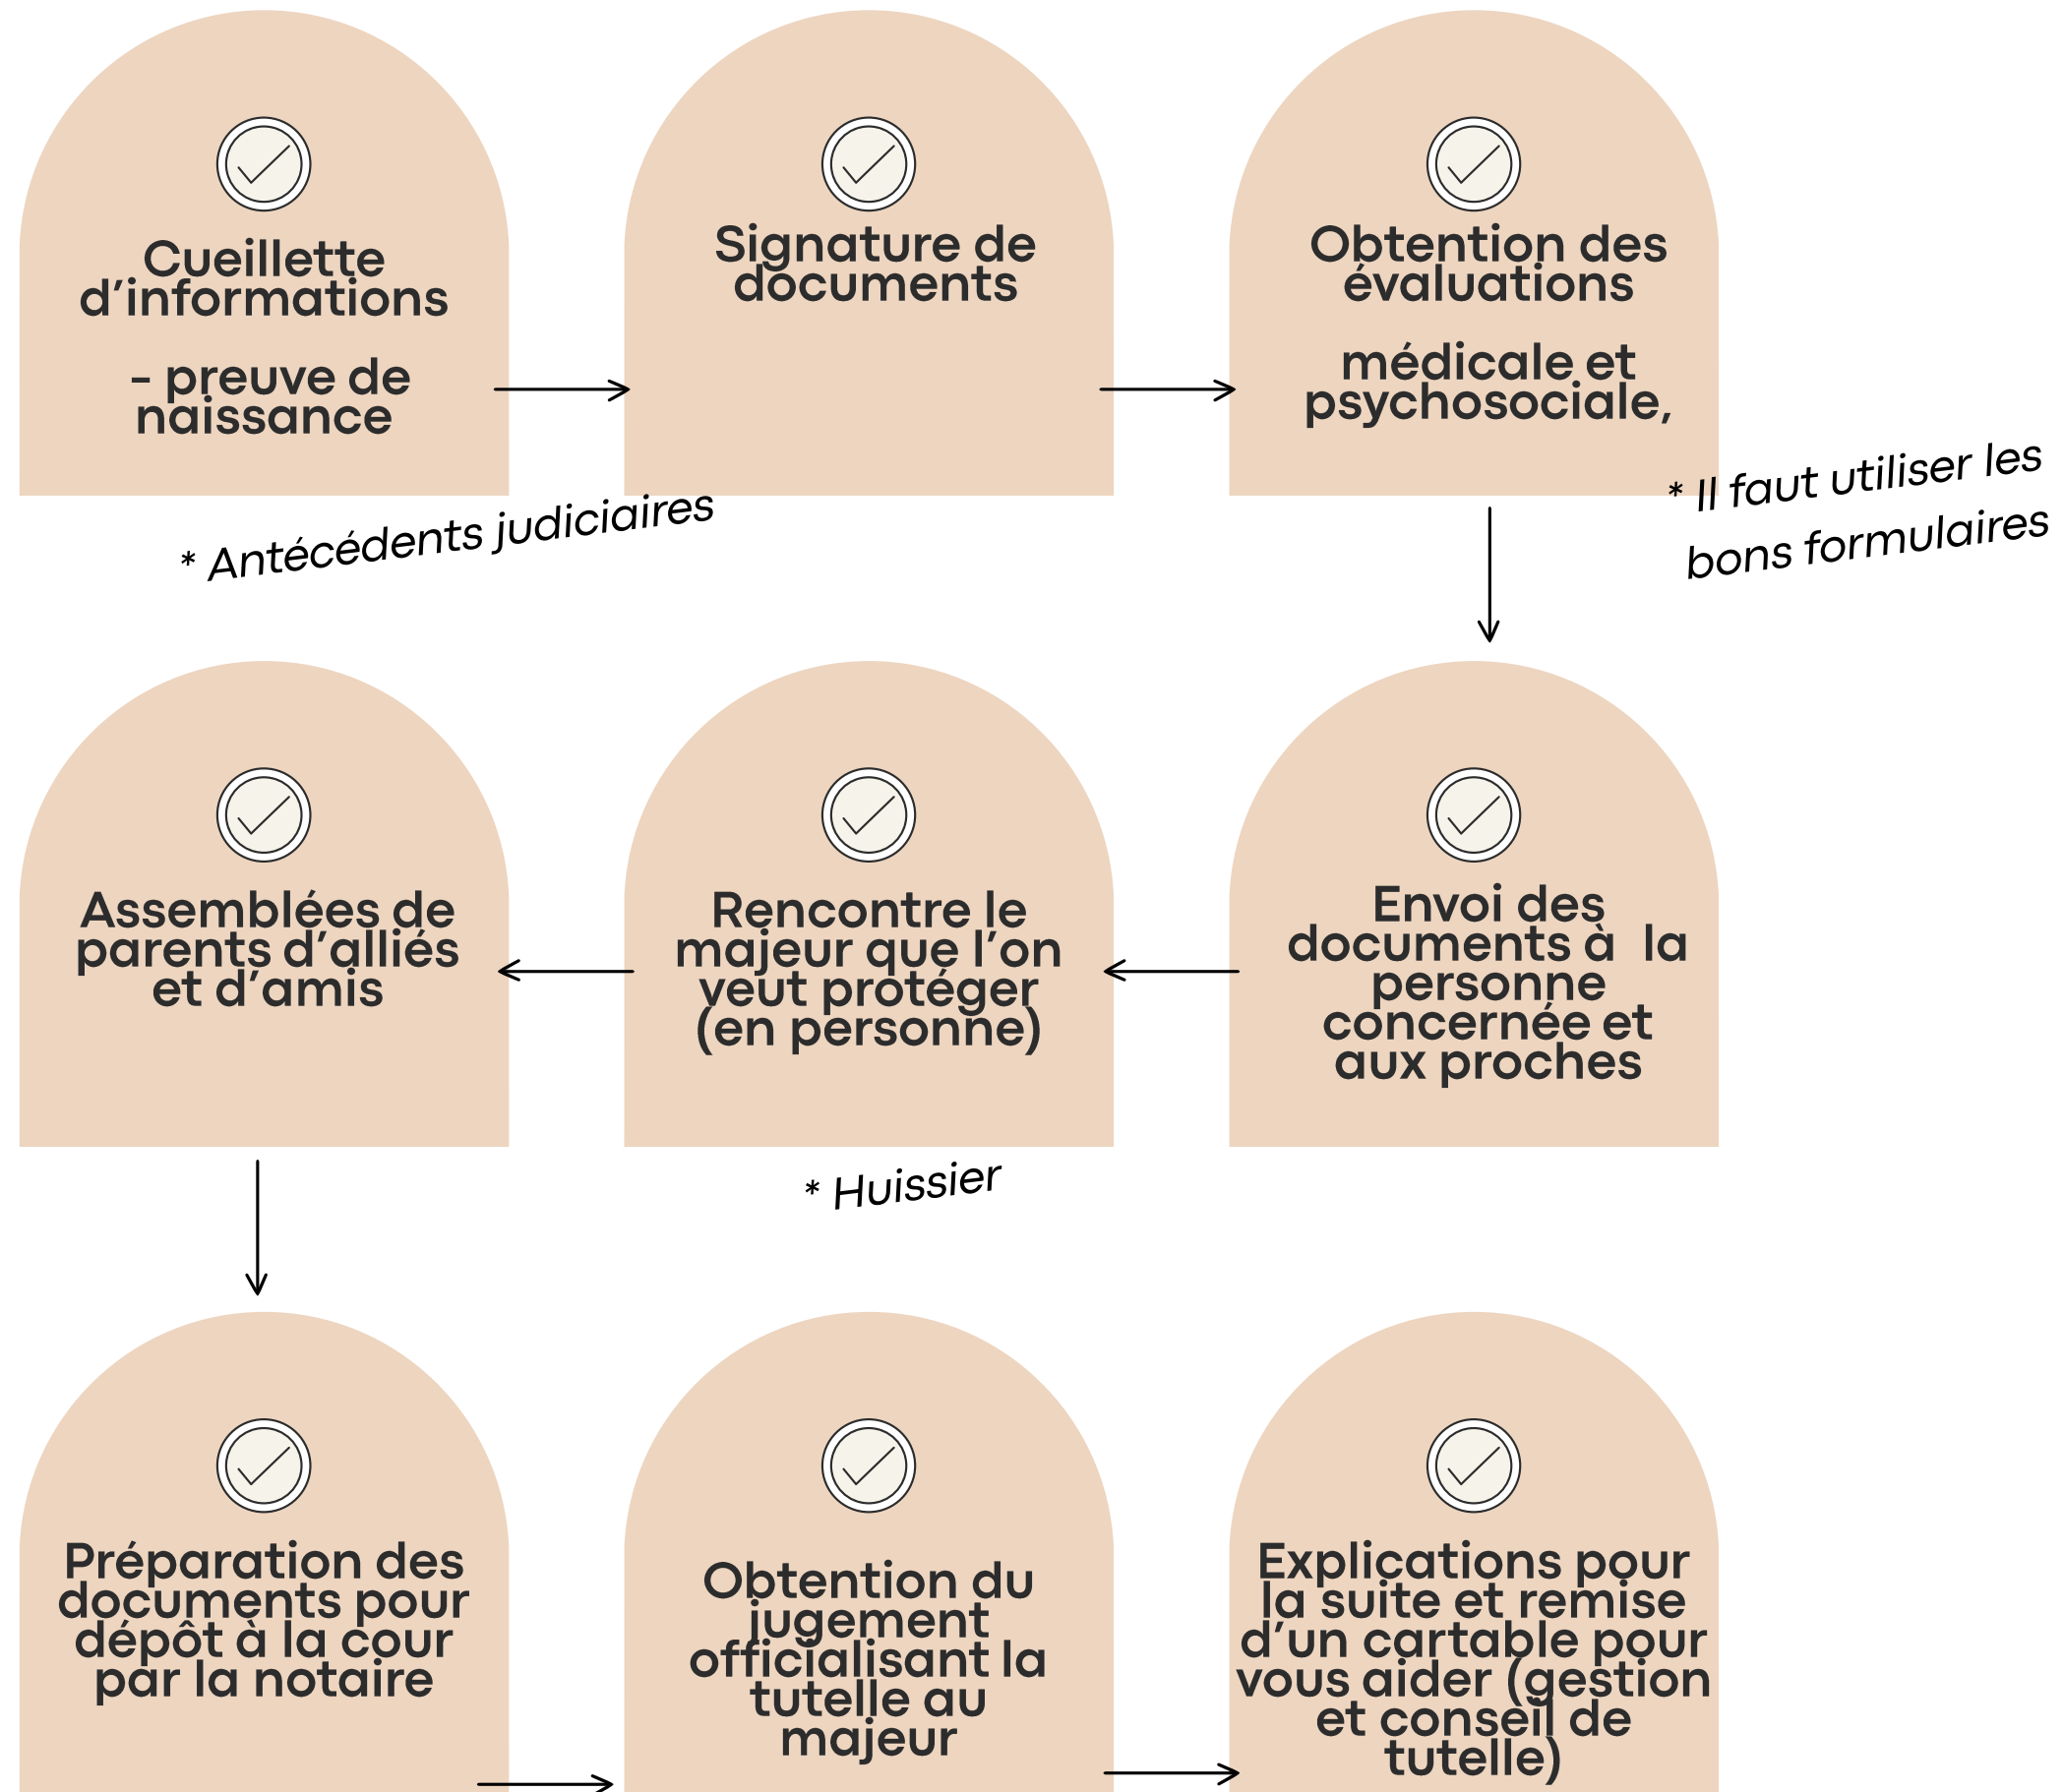 Cueillette
d'informations
- preuve de
naissance
Signature de
documents
Obtention des
évaluations
médicale et
psychosociale,
* Antécédents judiciaires
* Il faut utiliser les
bons formulaires
Envoi des
documents à la
personne
concernée et
aux proches
Rencontre le
majeur que l'on
veut protéger
(en personne)
* Huissier
Assemblées de
parents d'alliés
et d'amis
Préparation des
documents pour
dépôt à la cour
par la notaire
Obtention du
jugement
officialisant la
tutelle au
majeur
Explications pour
la suite et remise
d'un cartable pour
vous aider (gestion
et conseil de
tutelle)